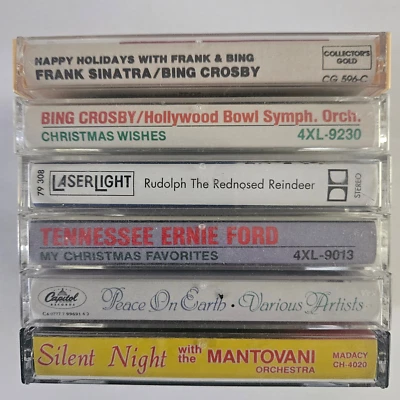 HAPPY HOLIDAYS WITH FRANK & BING
FRANK SINATRA/BING CROSBY
COLLECTOR'S
GOLD
CG 596-C
BING CROSBY/Hollywood Bowl Symph. Orch.
CHRISTMAS WISHES 4XL-9230
79 308
LASERLIGHT
Rudolph The Rednosed Reindeer
STEREO
TENNESSEE ERNIE FORD
MY CHRISTMAS FAVORITES 4XL-9013
Capitol
Peace On Earth · Various Artists
Silent Night with the MANTOVANI
ORCHESTRA
MADACY
CH-4020